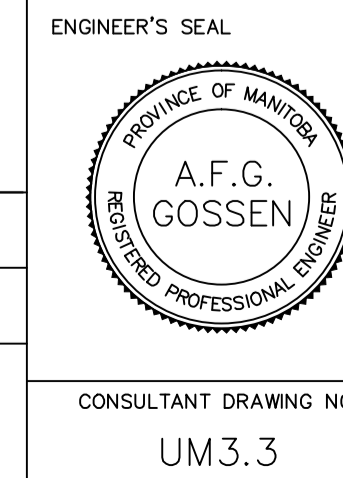 ENGINEER'S SEAL
PROVINCE OF MANITOBA
A.F.G.
GOSSEN
REGISTERED PROFESSIONAL ENGINEER
CONSULTANT DRAWING NO
UM3.3